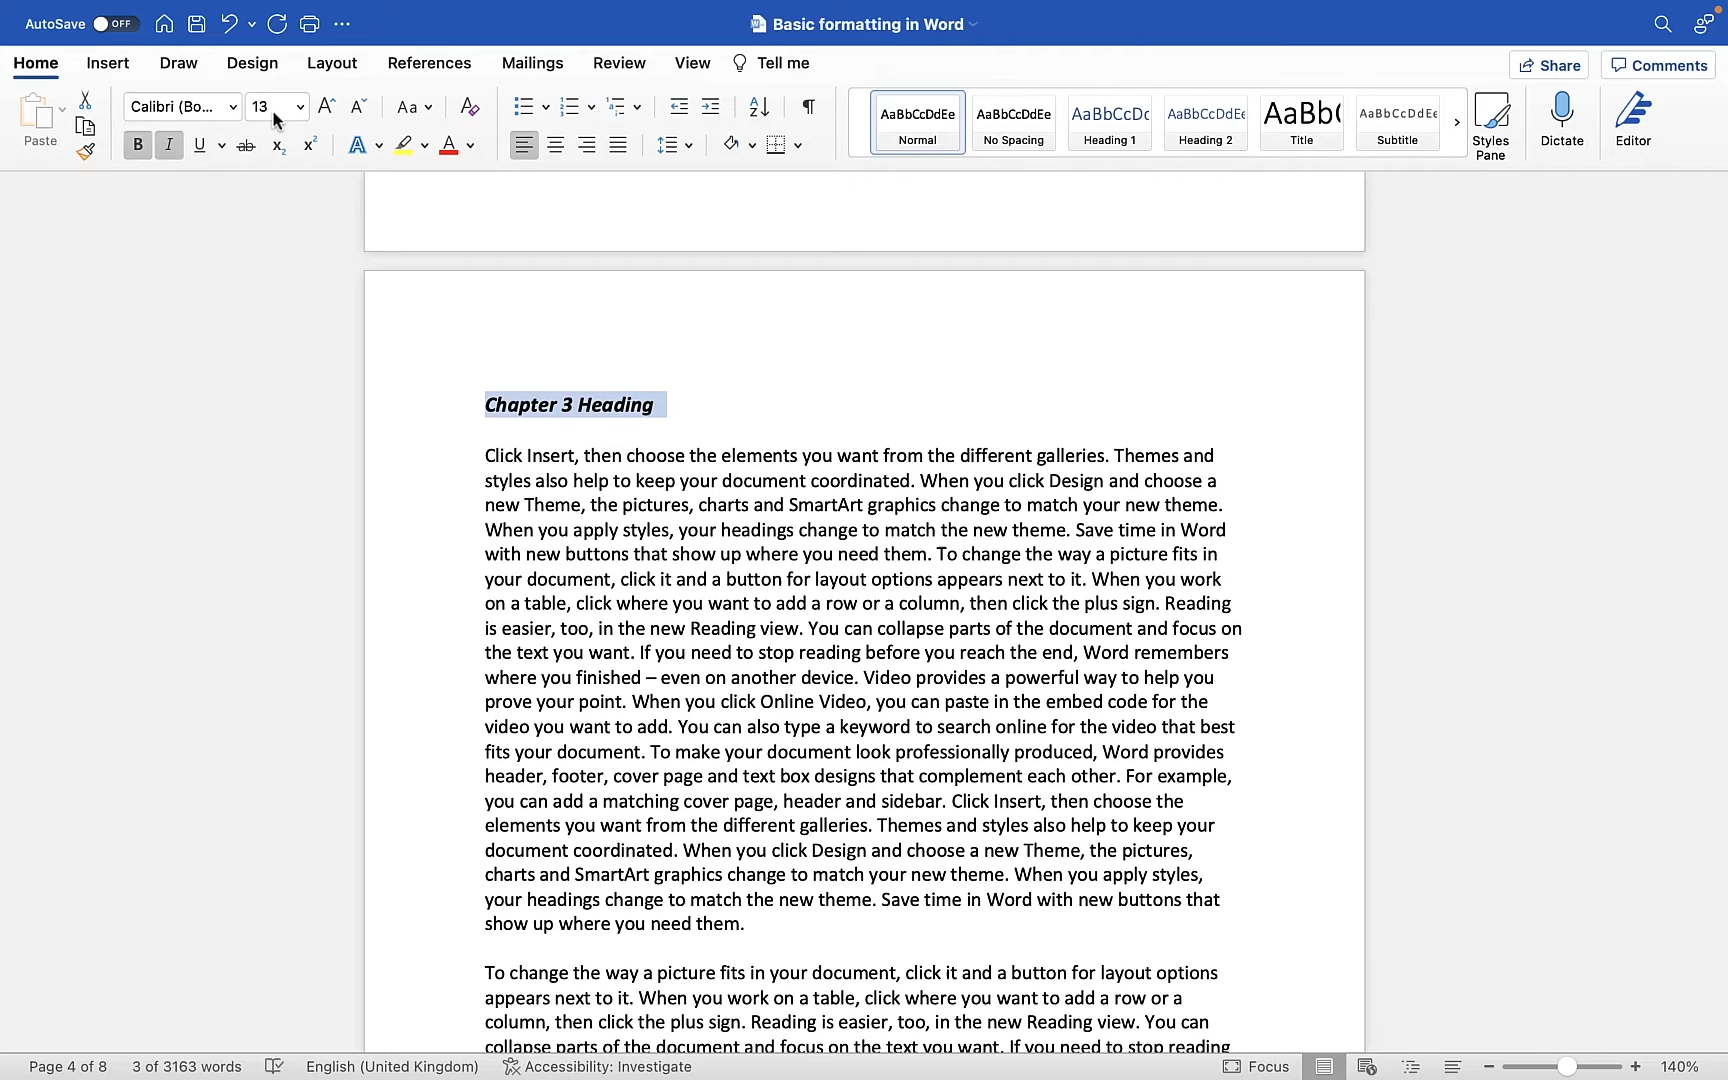 AutoSave OFF Basic formatting in Word
Home Insert Draw Design Layout References Mailings Review View Tell me Share Comments
Paste Calibri (Bo... 13 Aa
B I U ab x₂ x² A A
AaBbCcDdEe AaBbCcDdEe AaBbCcDc AaBbCcDdEe AaBb( AaBbCcDdEe
Normal No Spacing Heading 1 Heading 2 Title Subtitle
Styles Pane Dictate Editor
Chapter 3 Heading
Click Insert, then choose the elements you want from the different galleries. Themes and
styles also help to keep your document coordinated. When you click Design and choose a
new Theme, the pictures, charts and SmartArt graphics change to match your new theme.
When you apply styles, your headings change to match the new theme. Save time in Word
with new buttons that show up where you need them. To change the way a picture fits in
your document, click it and a button for layout options appears next to it. When you work
on a table, click where you want to add a row or a column, then click the plus sign. Reading
is easier, too, in the new Reading view. You can collapse parts of the document and focus on
the text you want. If you need to stop reading before you reach the end, Word remembers
where you finished – even on another device. Video provides a powerful way to help you
prove your point. When you click Online Video, you can paste in the embed code for the
video you want to add. You can also type a keyword to search online for the video that best
fits your document. To make your document look professionally produced, Word provides
header, footer, cover page and text box designs that complement each other. For example,
you can add a matching cover page, header and sidebar. Click Insert, then choose the
elements you want from the different galleries. Themes and styles also help to keep your
document coordinated. When you click Design and choose a new Theme, the pictures,
charts and SmartArt graphics change to match your new theme. When you apply styles,
your headings change to match the new theme. Save time in Word with new buttons that
show up where you need them.
To change the way a picture fits in your document, click it and a button for layout options
appears next to it. When you work on a table, click where you want to add a row or a
column, then click the plus sign. Reading is easier, too, in the new Reading view. You can
collapse parts of the document and focus on the text you want. If you need to stop reading
Page 4 of 8 3 of 3163 words English (United Kingdom) Accessibility: Investigate Focus 140%